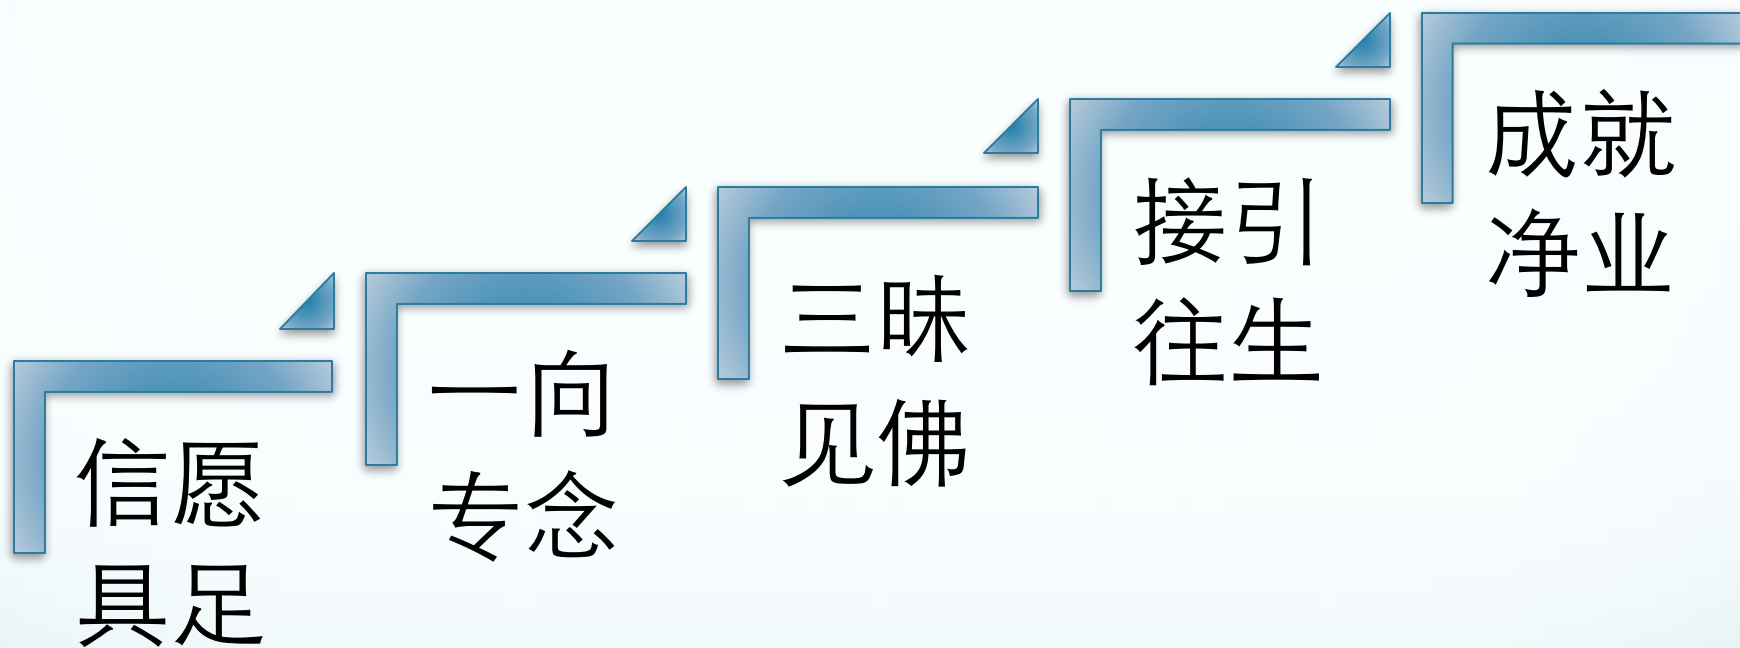 信愿
具足
一向
专念
三昧
见佛
接引
往生
成就
净业